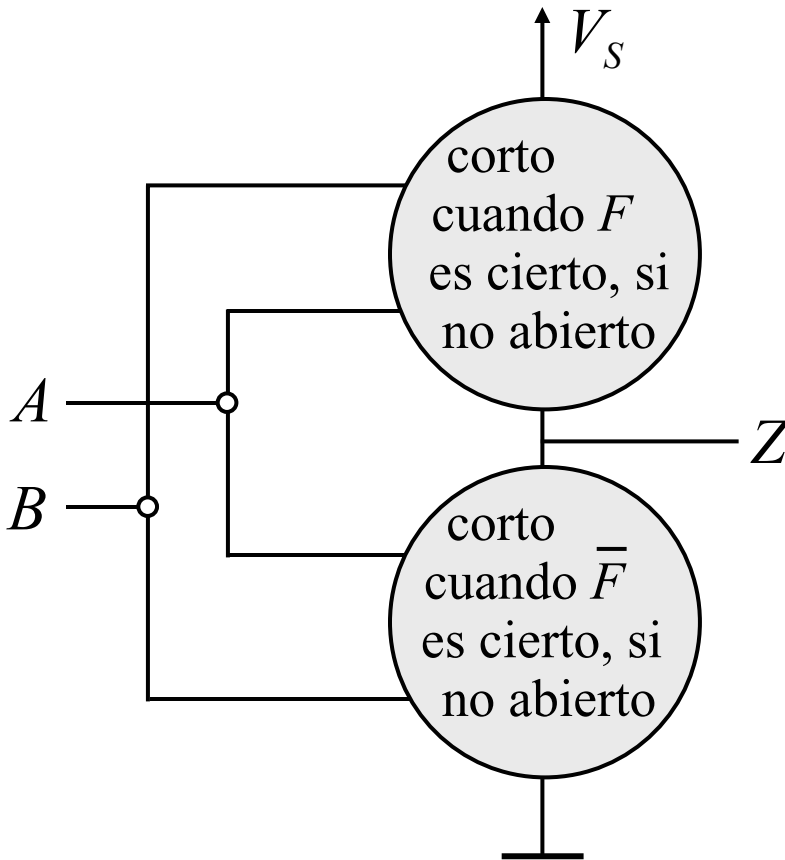 V_S
corto
cuando F
es cierto, si
no abierto
A
Z
B
corto
cuando F̅
es cierto, si
no abierto